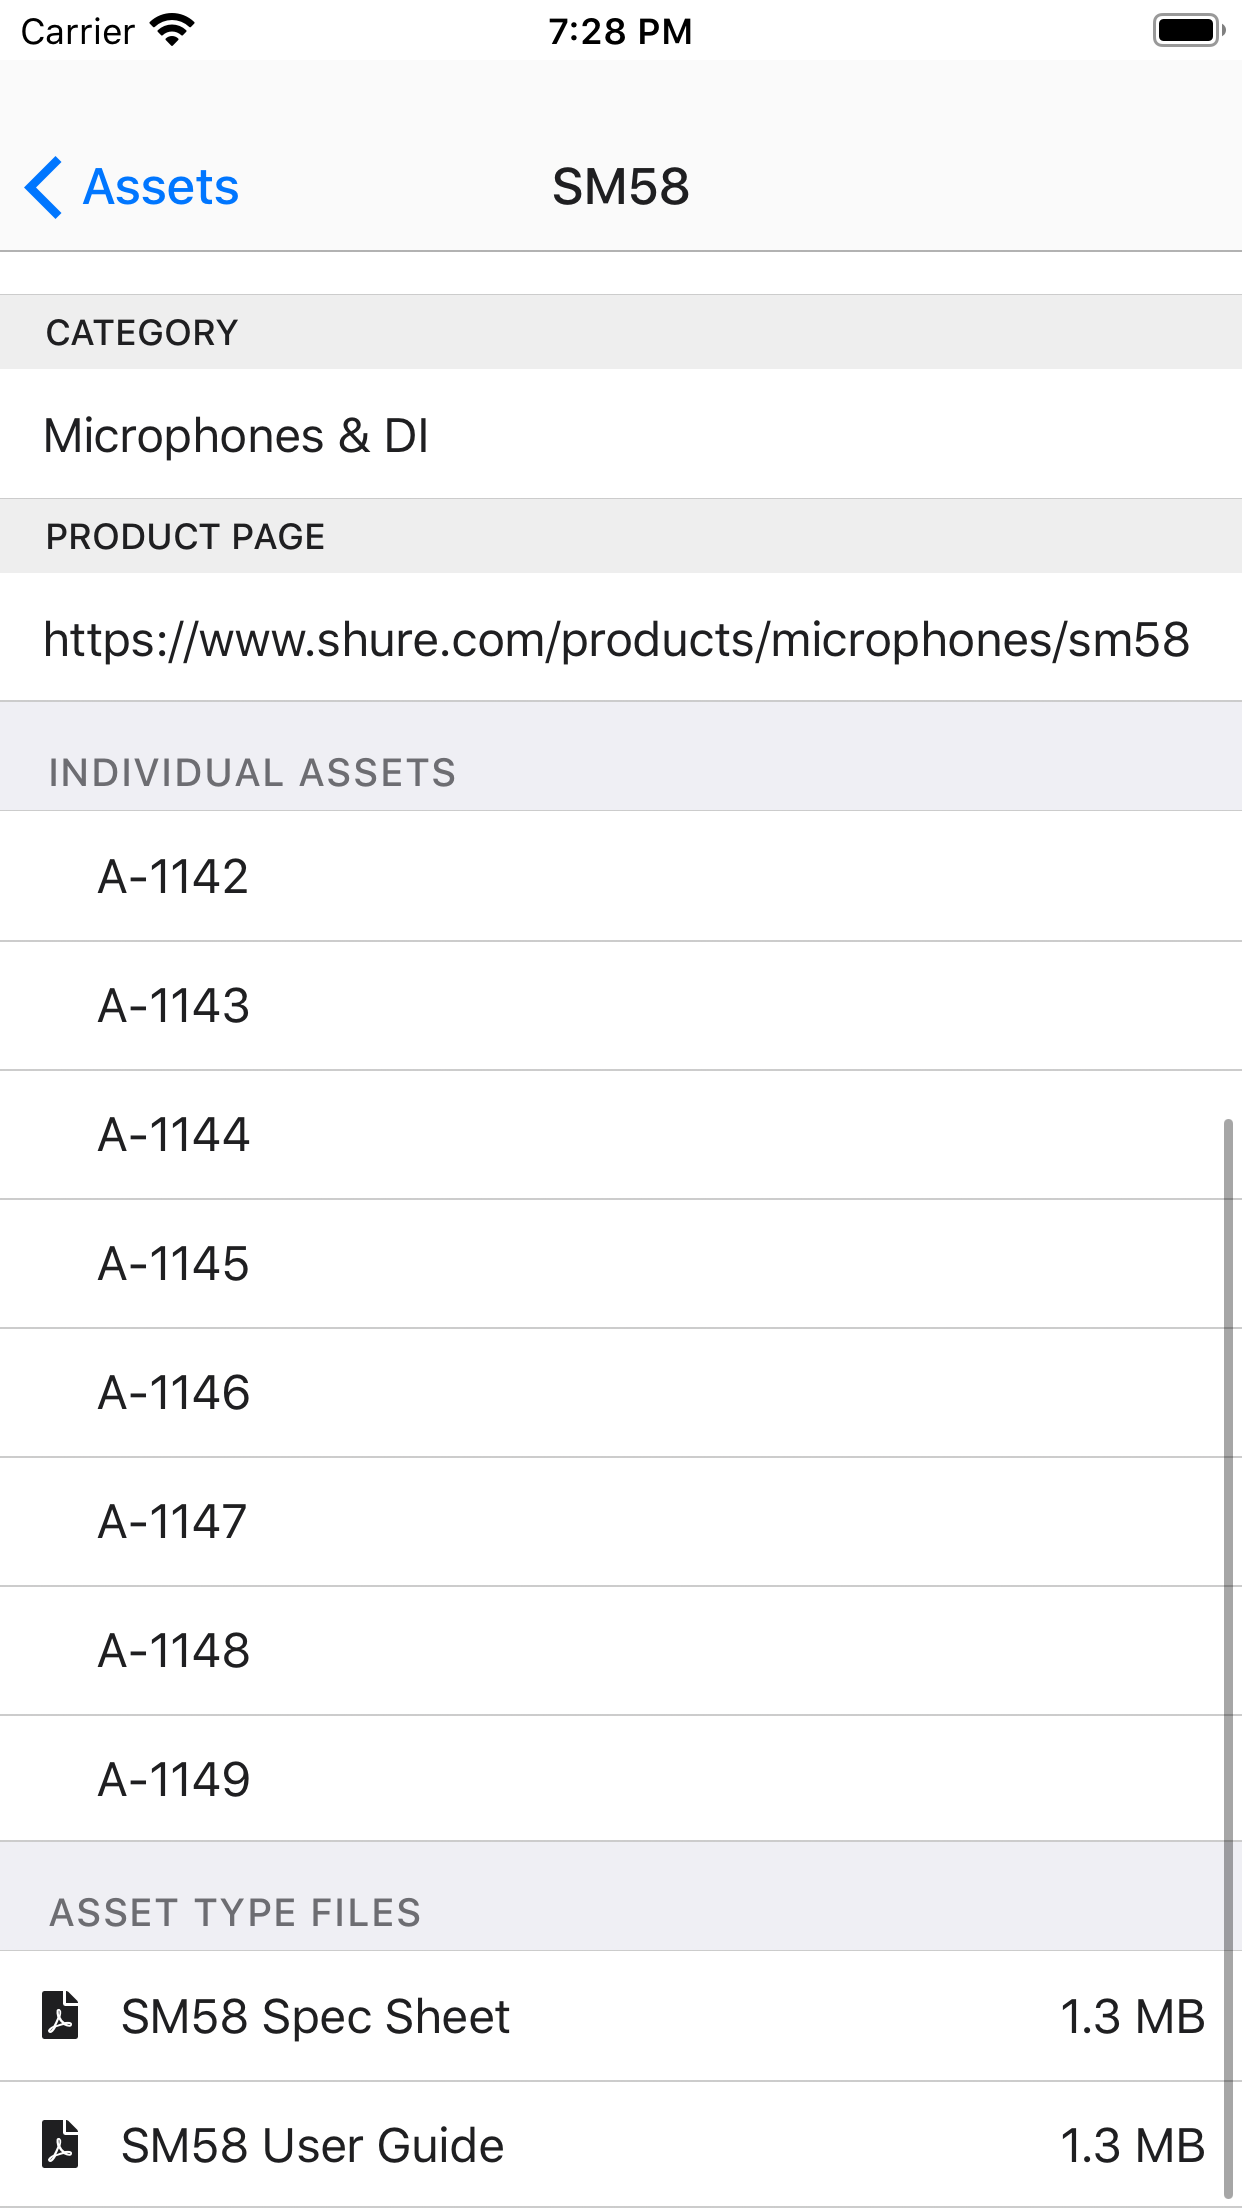 Carrier 7:28 PM
Assets SM58
CATEGORY
Microphones & DI
PRODUCT PAGE
https://www.shure.com/products/microphones/sm58
INDIVIDUAL ASSETS
A-1142
A-1143
A-1144
A-1145
A-1146
A-1147
A-1148
A-1149
ASSET TYPE FILES
SM58 Spec Sheet 1.3 MB
SM58 User Guide 1.3 MB